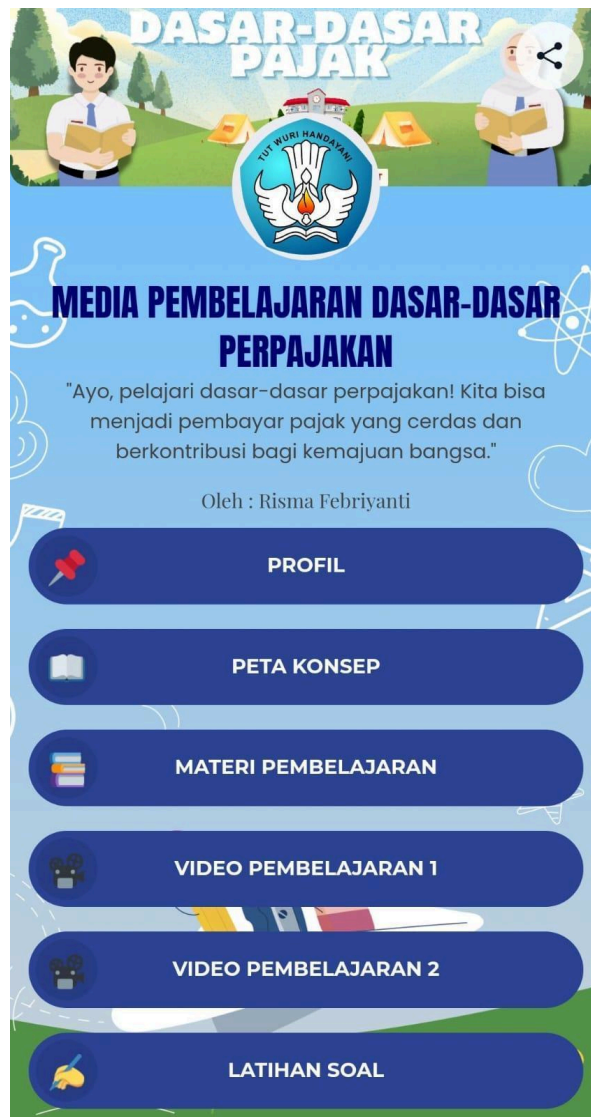 DASAR-DASAR
PAJAK
TUT WURI HANDAYANI
MEDIA PEMBELAJARAN DASAR-DASAR
PERPAJAKAN
"Ayo, pelajari dasar-dasar perpajakan! Kita bisa
menjadi pembayar pajak yang cerdas dan
berkontribusi bagi kemajuan bangsa."
Oleh : Risma Febriyanti
PROFIL
PETA KONSEP
MATERI PEMBELAJARAN
VIDEO PEMBELAJARAN 1
VIDEO PEMBELAJARAN 2
LATIHAN SOAL